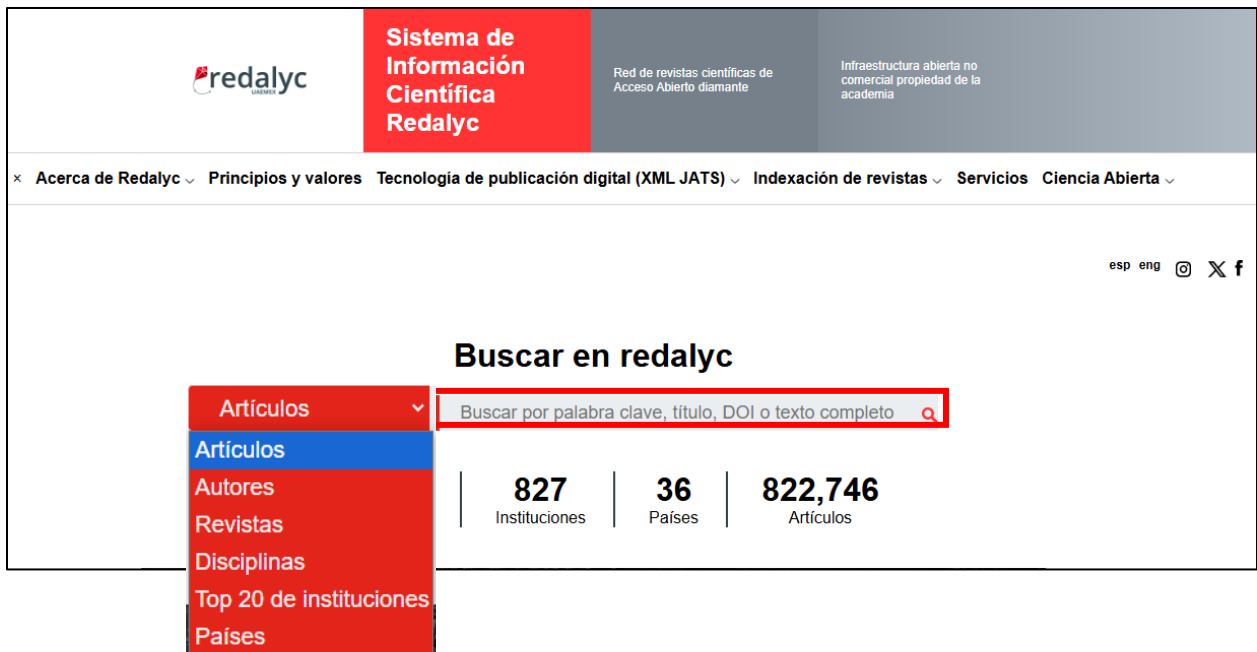 redalyc
UAEMEX
Sistema de
Información
Científica
Redalyc
Red de revistas científicas de
Acceso Abierto diamante
Infraestructura abierta no
comercial propiedad de la
academia
× Acerca de Redalyc Principios y valores Tecnología de publicación digital (XML JATS) Indexación de revistas Servicios Ciencia Abierta
esp eng
Buscar en redalyc
Artículos
Buscar por palabra clave, título, DOI o texto completo
Artículos
Autores
Revistas
Disciplinas
Top 20 de instituciones
Países
827
Instituciones
36
Países
822,746
Artículos